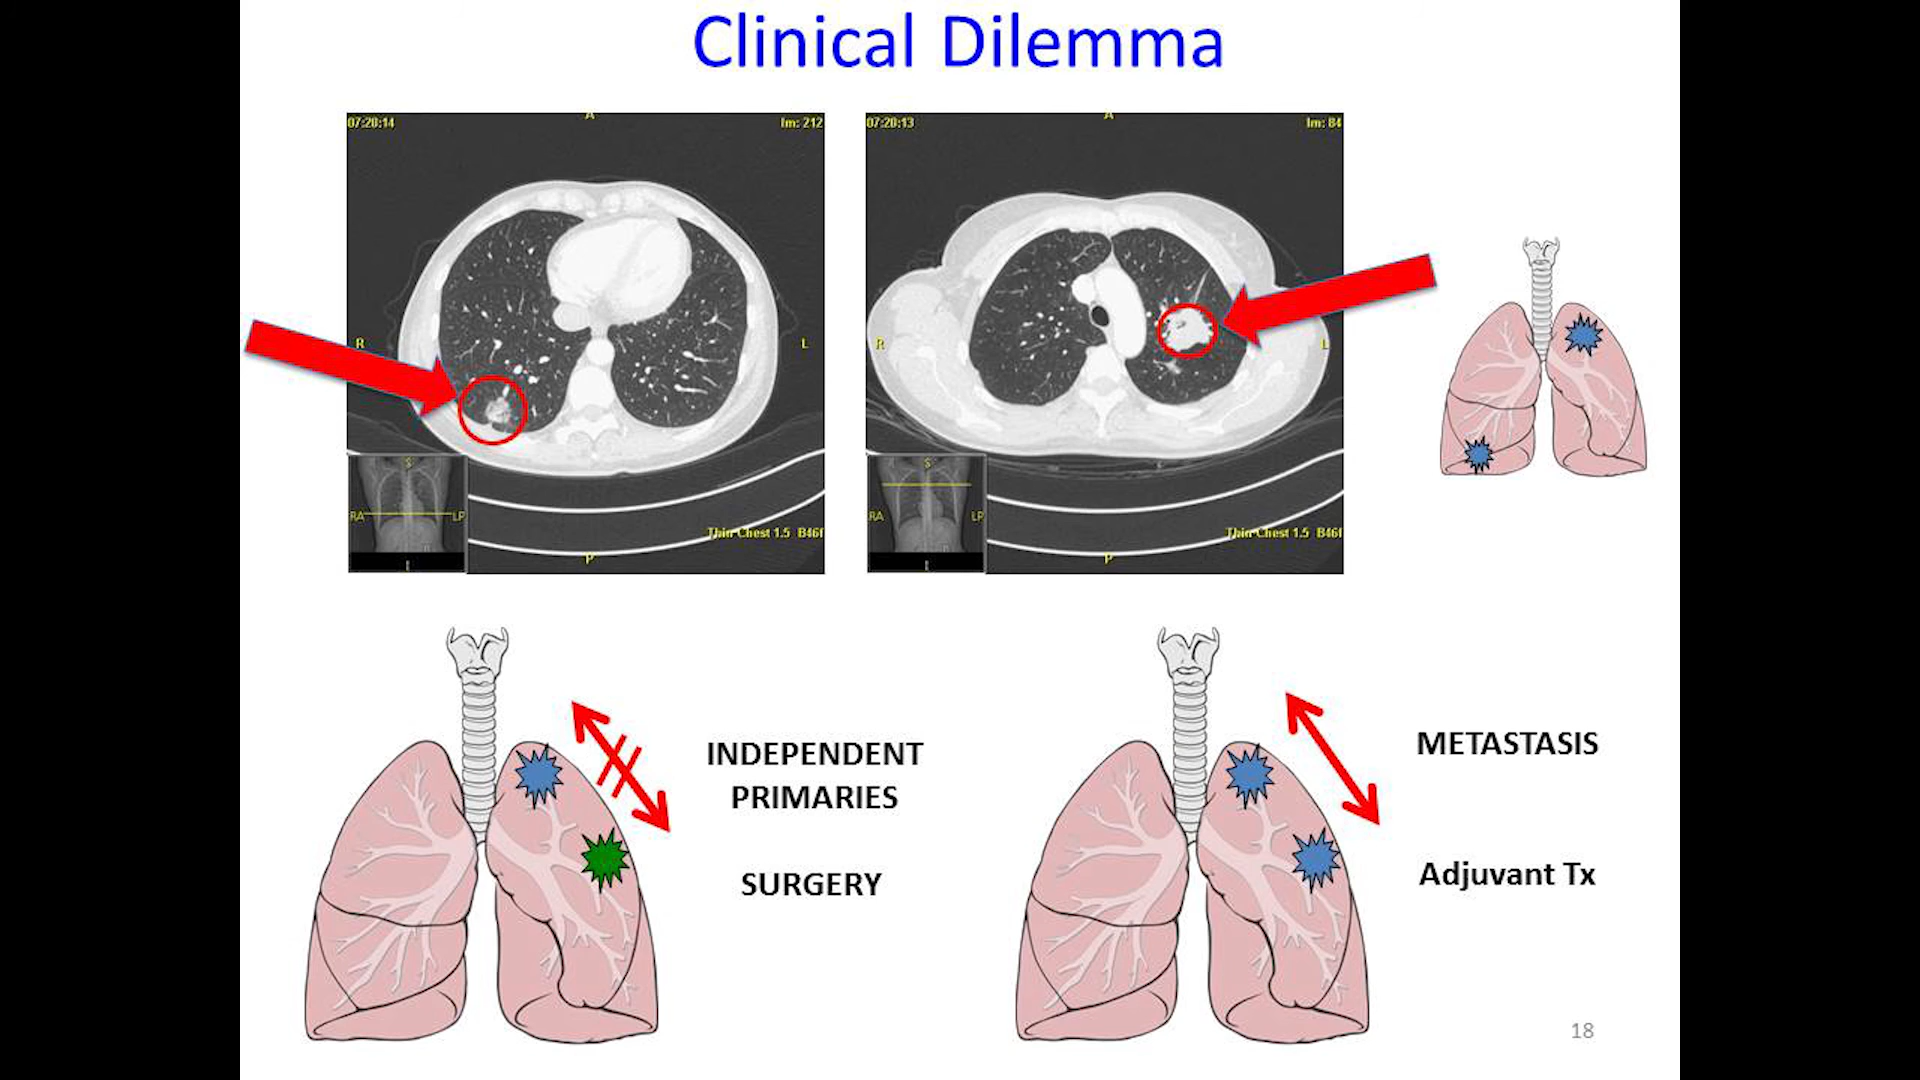 Clinical Dilemma
07:20:14
A
Im: 212
R
L
S
RA
LP
I
Thin Chest 1.5 B46f
P
07:20:13
A
Im: 84
R
L
S
RA
LP
I
Thin Chest 1.5 B46f
P
INDEPENDENT
PRIMARIES
SURGERY
METASTASIS
Adjuvant Tx
18